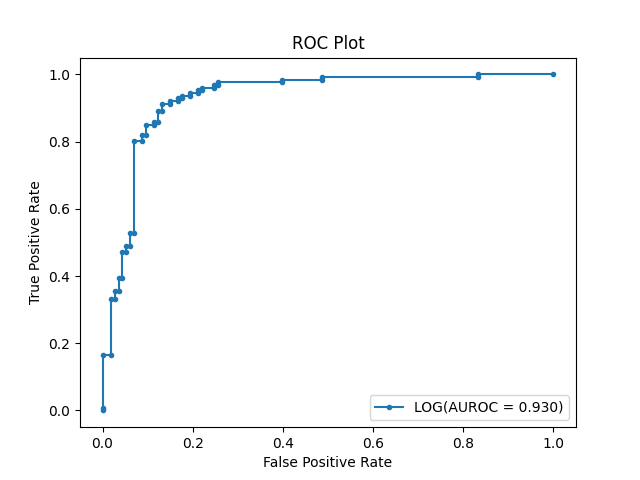 ROC Plot
1.0
0.8
0.6
0.4
0.2
0.0
True Positive Rate
LOG(AUROC = 0.930)
0.0 0.2 0.4 0.6 0.8 1.0
False Positive Rate